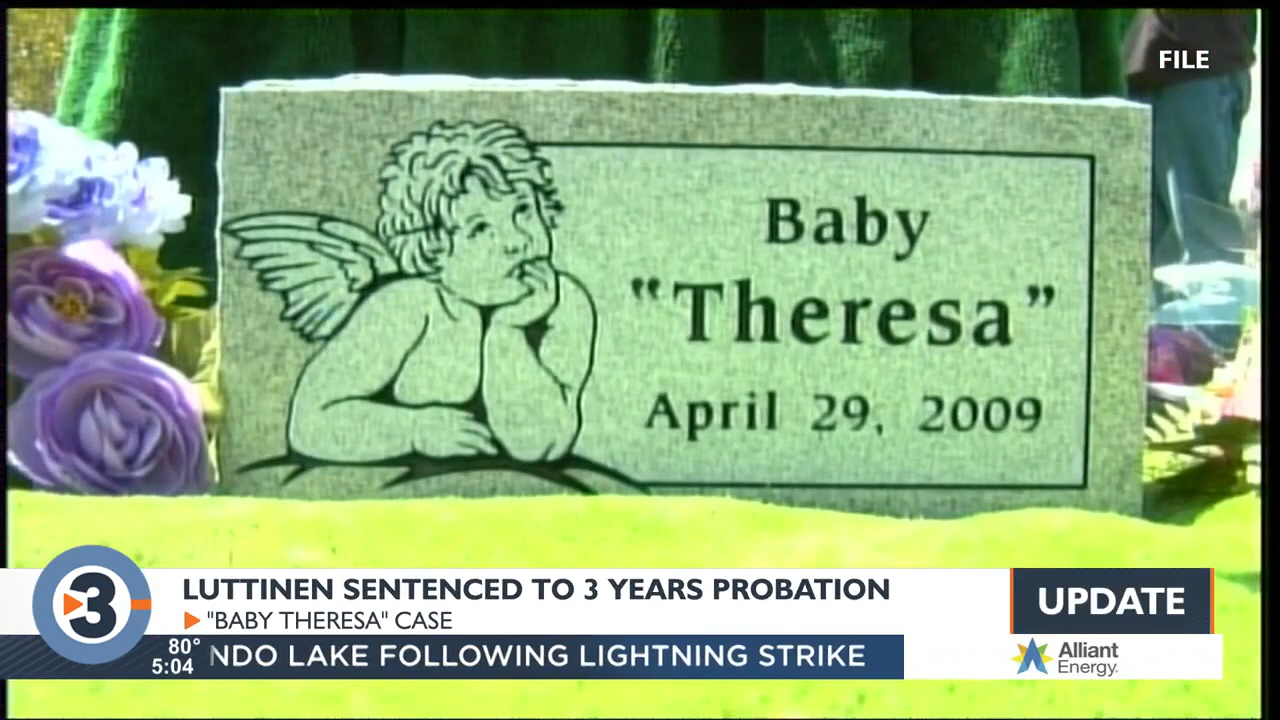 FILE
Baby
"Theresa"
April 29, 2009
3
LUTTINEN SENTENCED TO 3 YEARS PROBATION
"BABY THERESA" CASE
UPDATE
80°
5:04
NDO LAKE FOLLOWING LIGHTNING STRIKE
Alliant
Energy.